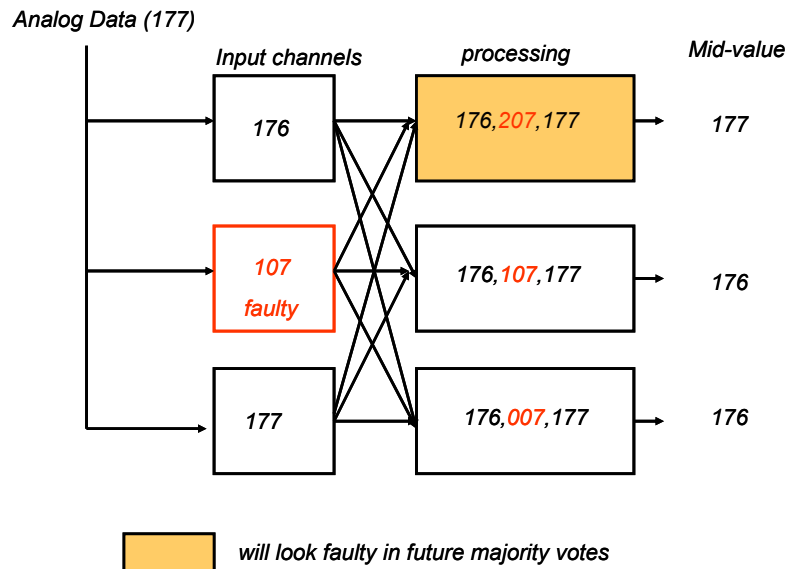 Analog Data (177)
Input channels
processing
Mid-value
176
176,207,177
177
107
faulty
176,107,177
176
177
176,007,177
176
will look faulty in future majority votes